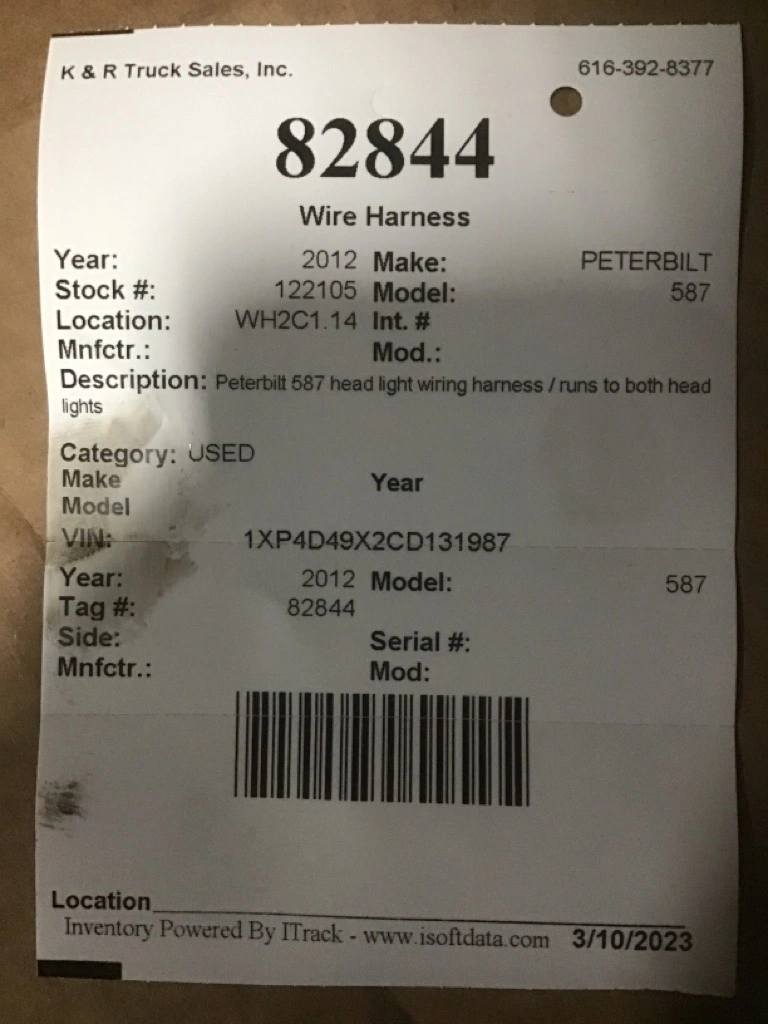 K & R Truck Sales, Inc. 616-392-8377
82844
Wire Harness
Year: 2012 Make: PETERBILT
Stock #: 122105 Model: 587
Location: WH2C1.14 Int. #
Mnfctr.: Mod.:
Description: Peterbilt 587 head light wiring harness / runs to both head
lights
Category: USED
Make Year
Model
VIN: 1XP4D49X2CD131987
Year: 2012 Model: 587
Tag #: 82844
Side: Serial #:
Mnfctr.: Mod:
Location
Inventory Powered By ITrack - www.isoftdata.com 3/10/2023